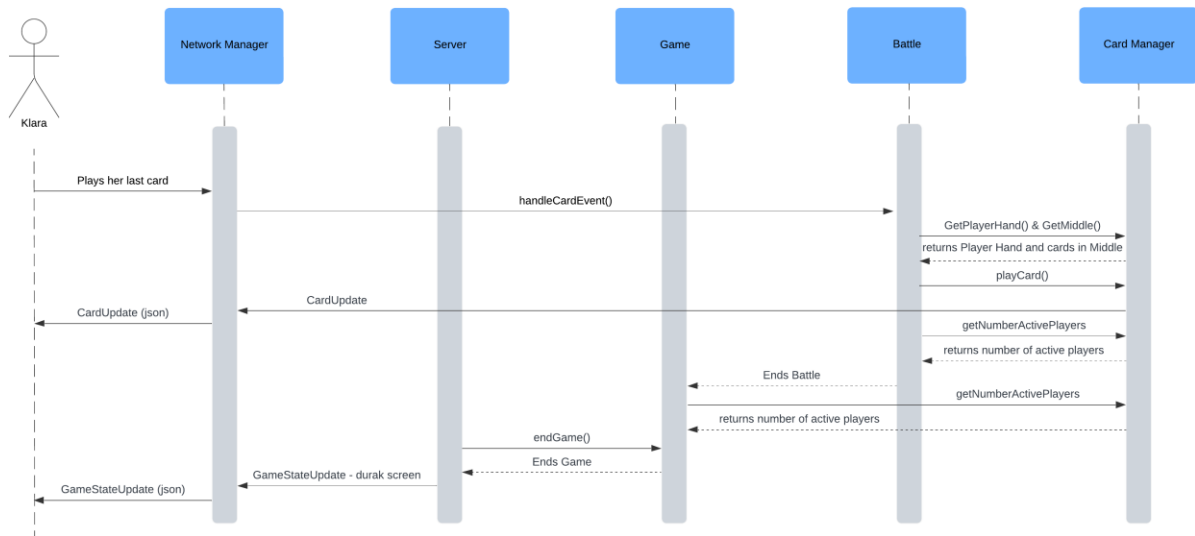 Network Manager
Server
Game
Battle
Card Manager
Klara
Plays her last card
handleCardEvent()
GetPlayerHand() & GetMiddle()
returns Player Hand and cards in Middle
playCard()
CardUpdate
CardUpdate (json)
getNumberActivePlayers
returns number of active players
Ends Battle
getNumberActivePlayers
returns number of active players
endGame()
Ends Game
GameStateUpdate - durak screen
GameStateUpdate (json)